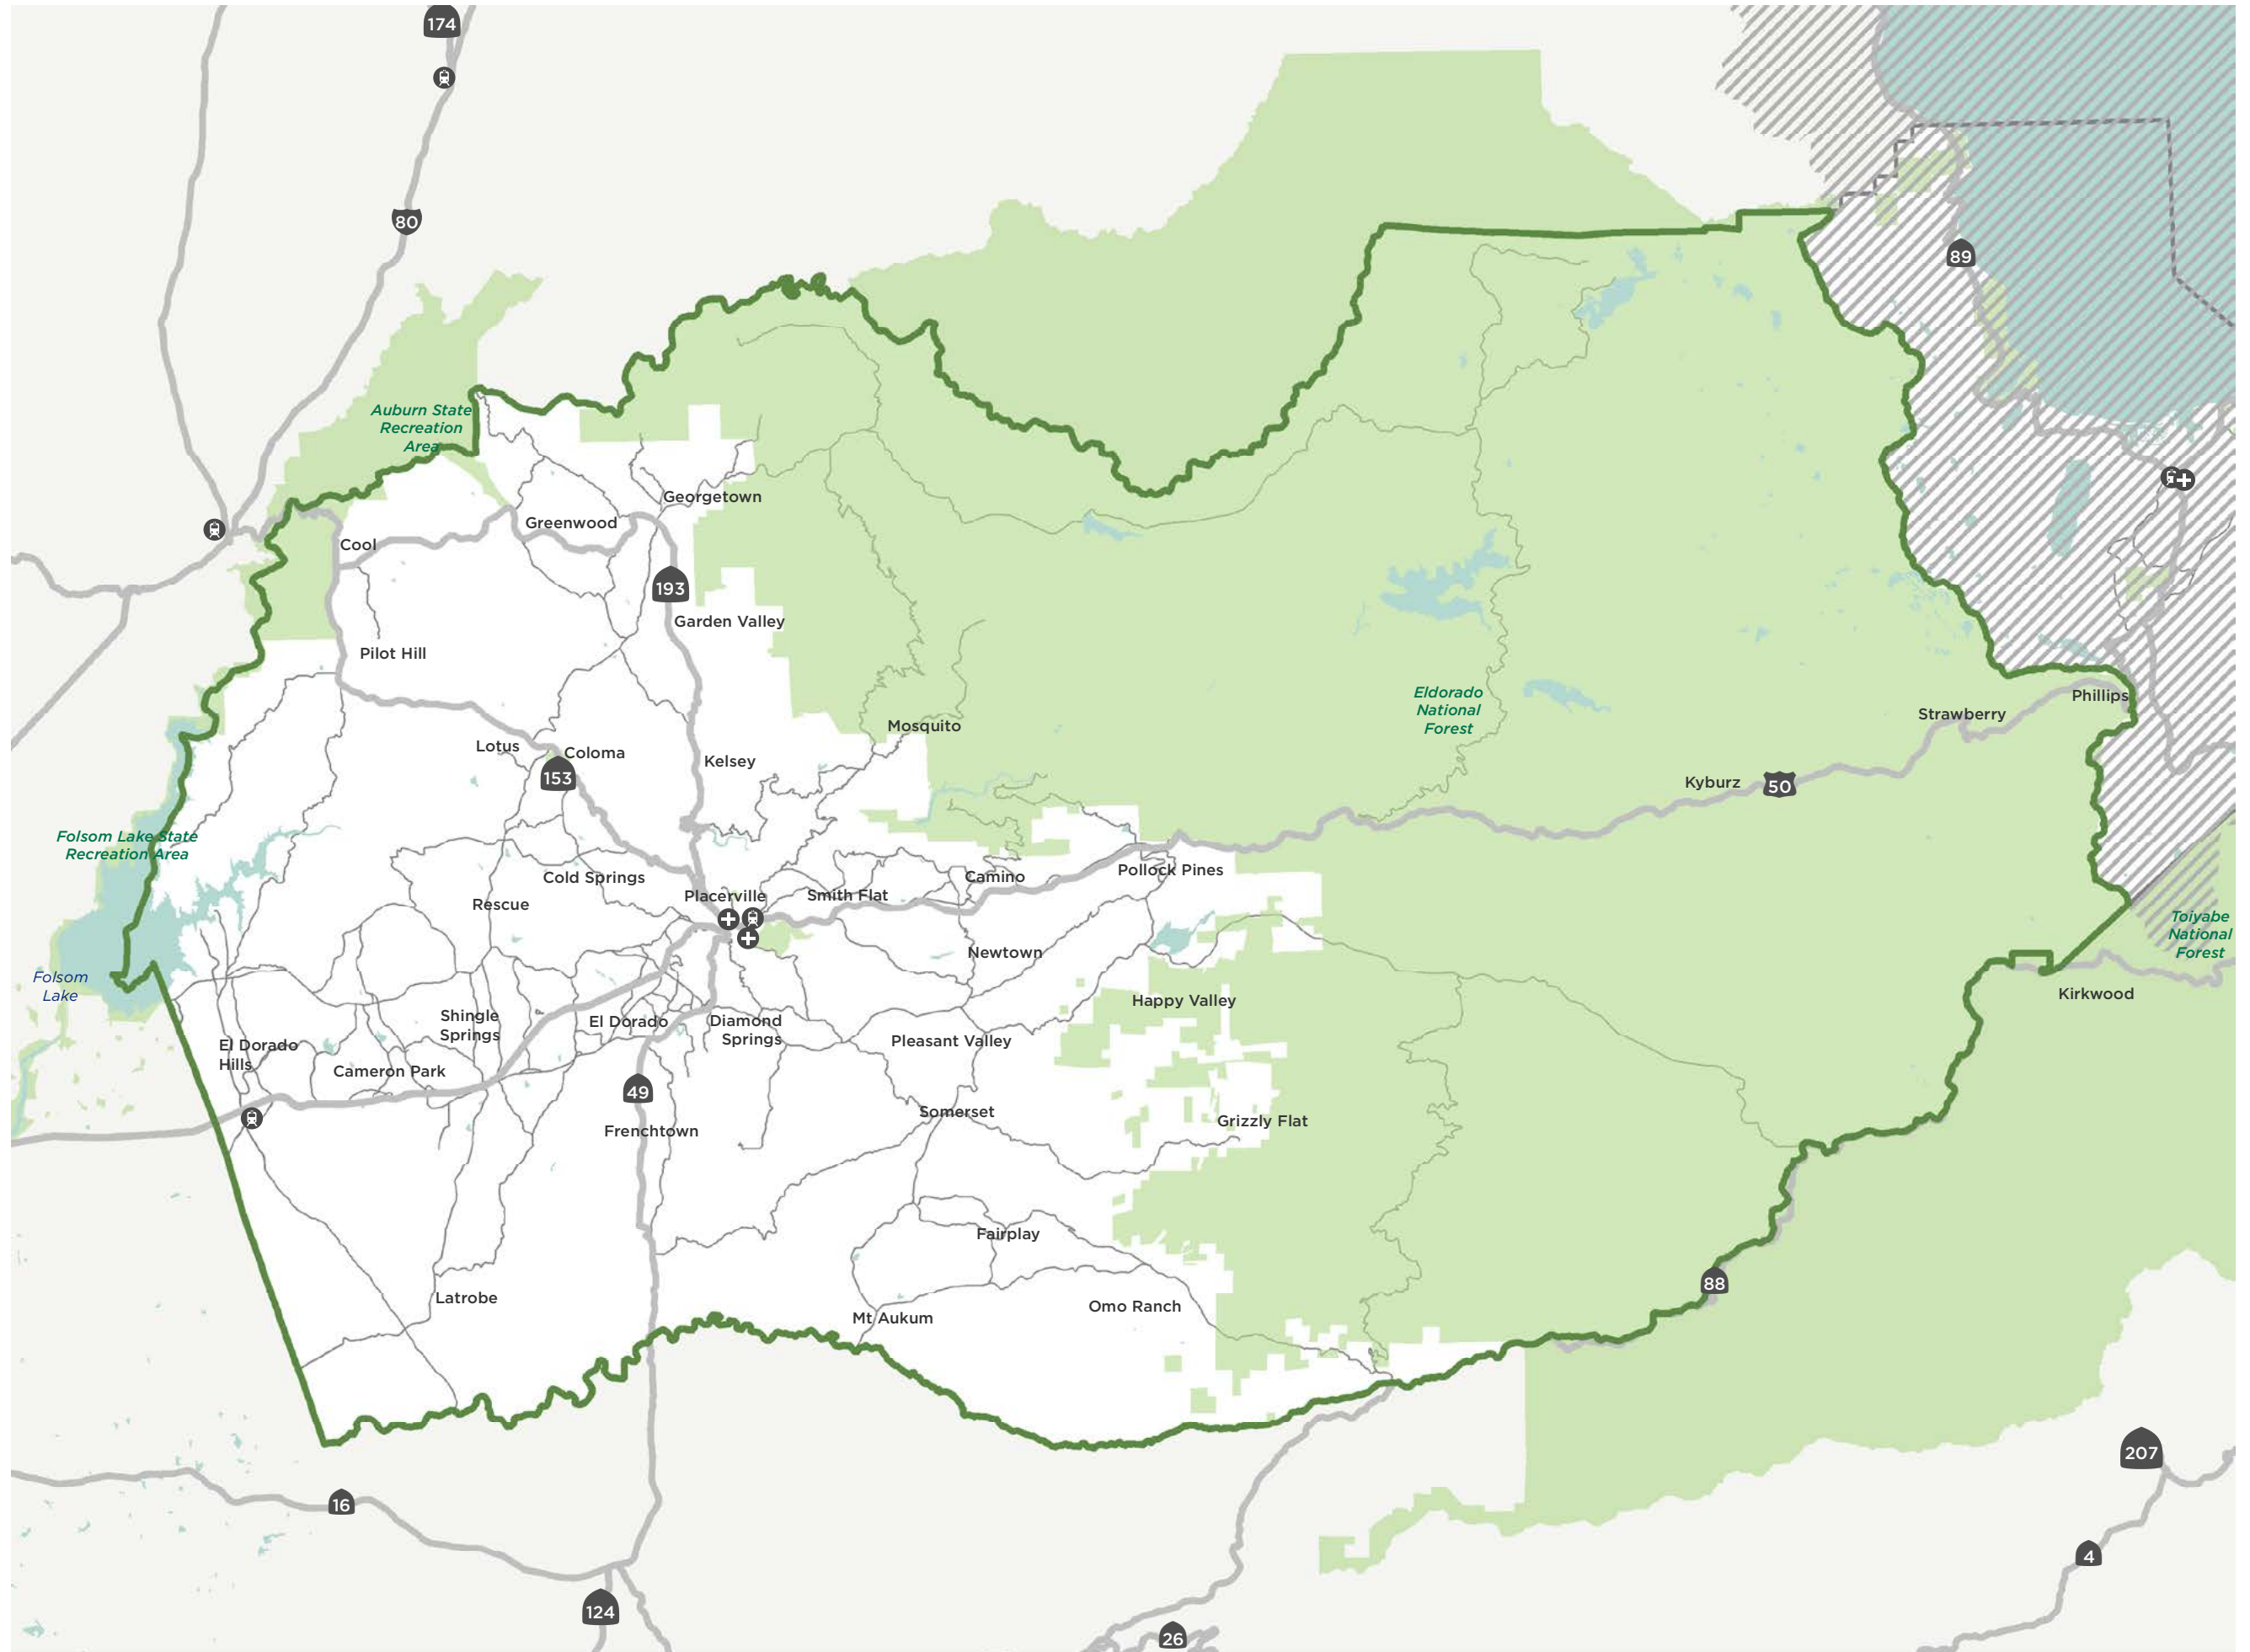 174
80
89
Auburn State
Recreation
Area
Georgetown
Greenwood
Cool
193
Garden Valley
Pilot Hill
Eldorado
National
Forest
Phillips
Strawberry
Mosquito
Lotus
Coloma
Kelsey
153
Kyburz
50
Folsom Lake State
Recreation Area
Cold Springs
Camino
Pollock Pines
Placerville
Smith Flat
Rescue
Toiyabe
National
Forest
Newtown
Folsom
Lake
Kirkwood
Happy Valley
Shingle
Springs
El Dorado
Diamond
Springs
Pleasant Valley
El Dorado
Hills
Cameron Park
49
Somerset
Grizzly Flat
Frenchtown
Fairplay
88
Latrobe
Mt Aukum
Omo Ranch
207
16
4
124
26